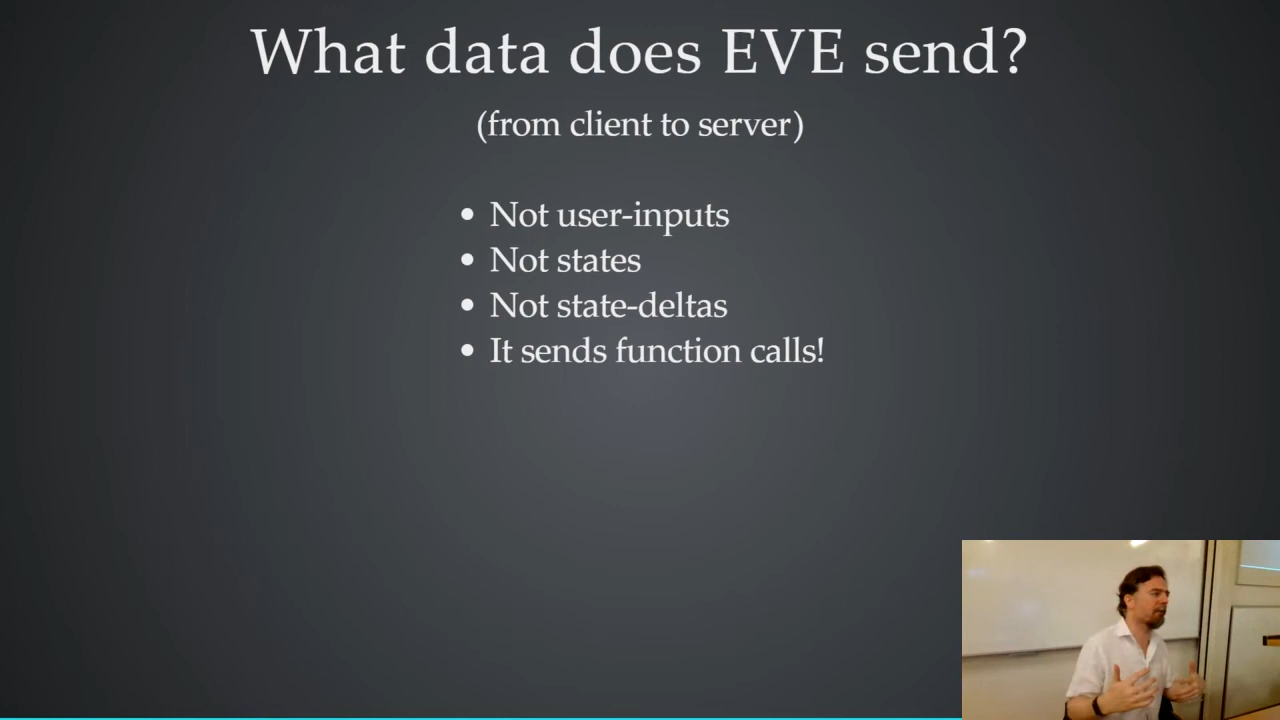 What data does EVE send?
(from client to server)
• Not user-inputs
• Not states
• Not state-deltas
• It sends function calls!